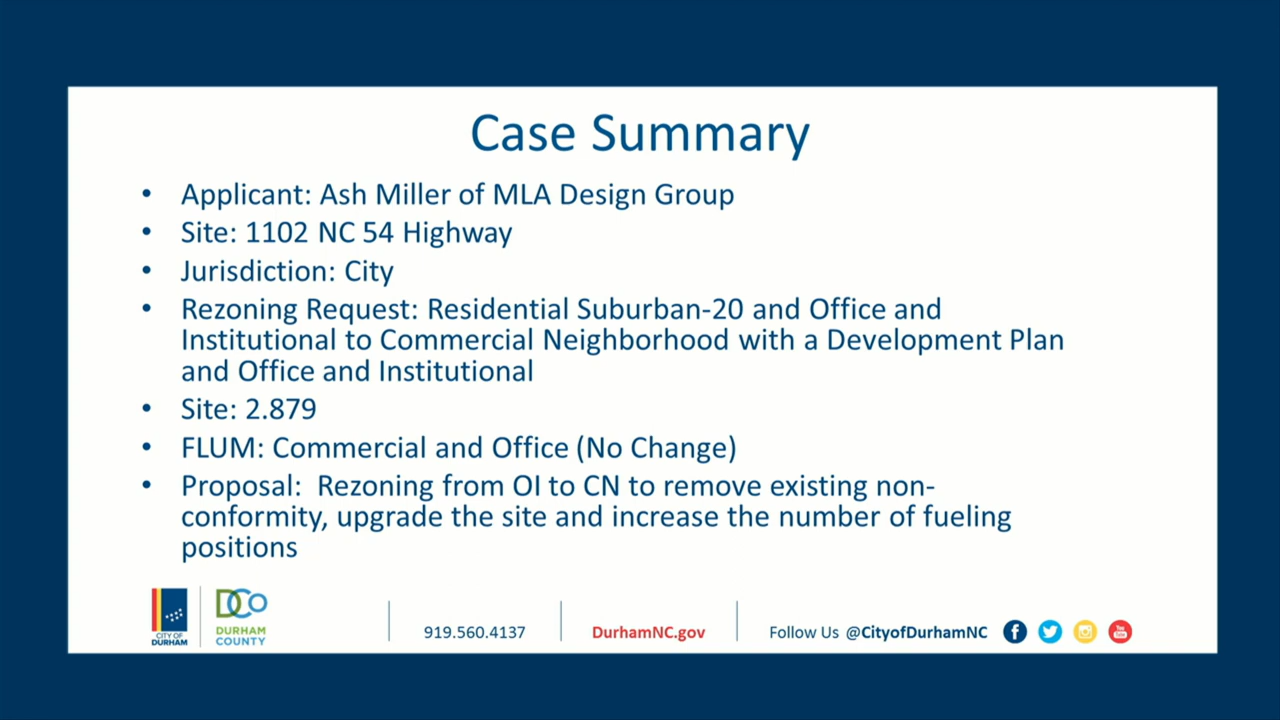 Case Summary
• Applicant: Ash Miller of MLA Design Group
• Site: 1102 NC 54 Highway
• Jurisdiction: City
• Rezoning Request: Residential Suburban-20 and Office and
Institutional to Commercial Neighborhood with a Development Plan
and Office and Institutional
• Site: 2.879
• FLUM: Commercial and Office (No Change)
• Proposal:  Rezoning from OI to CN to remove existing non-
conformity, upgrade the site and increase the number of fueling
positions
CITY OF
DURHAM
DCo
DURHAM
COUNTY
919.560.4137
DurhamNC.gov
Follow Us @CityofDurhamNC